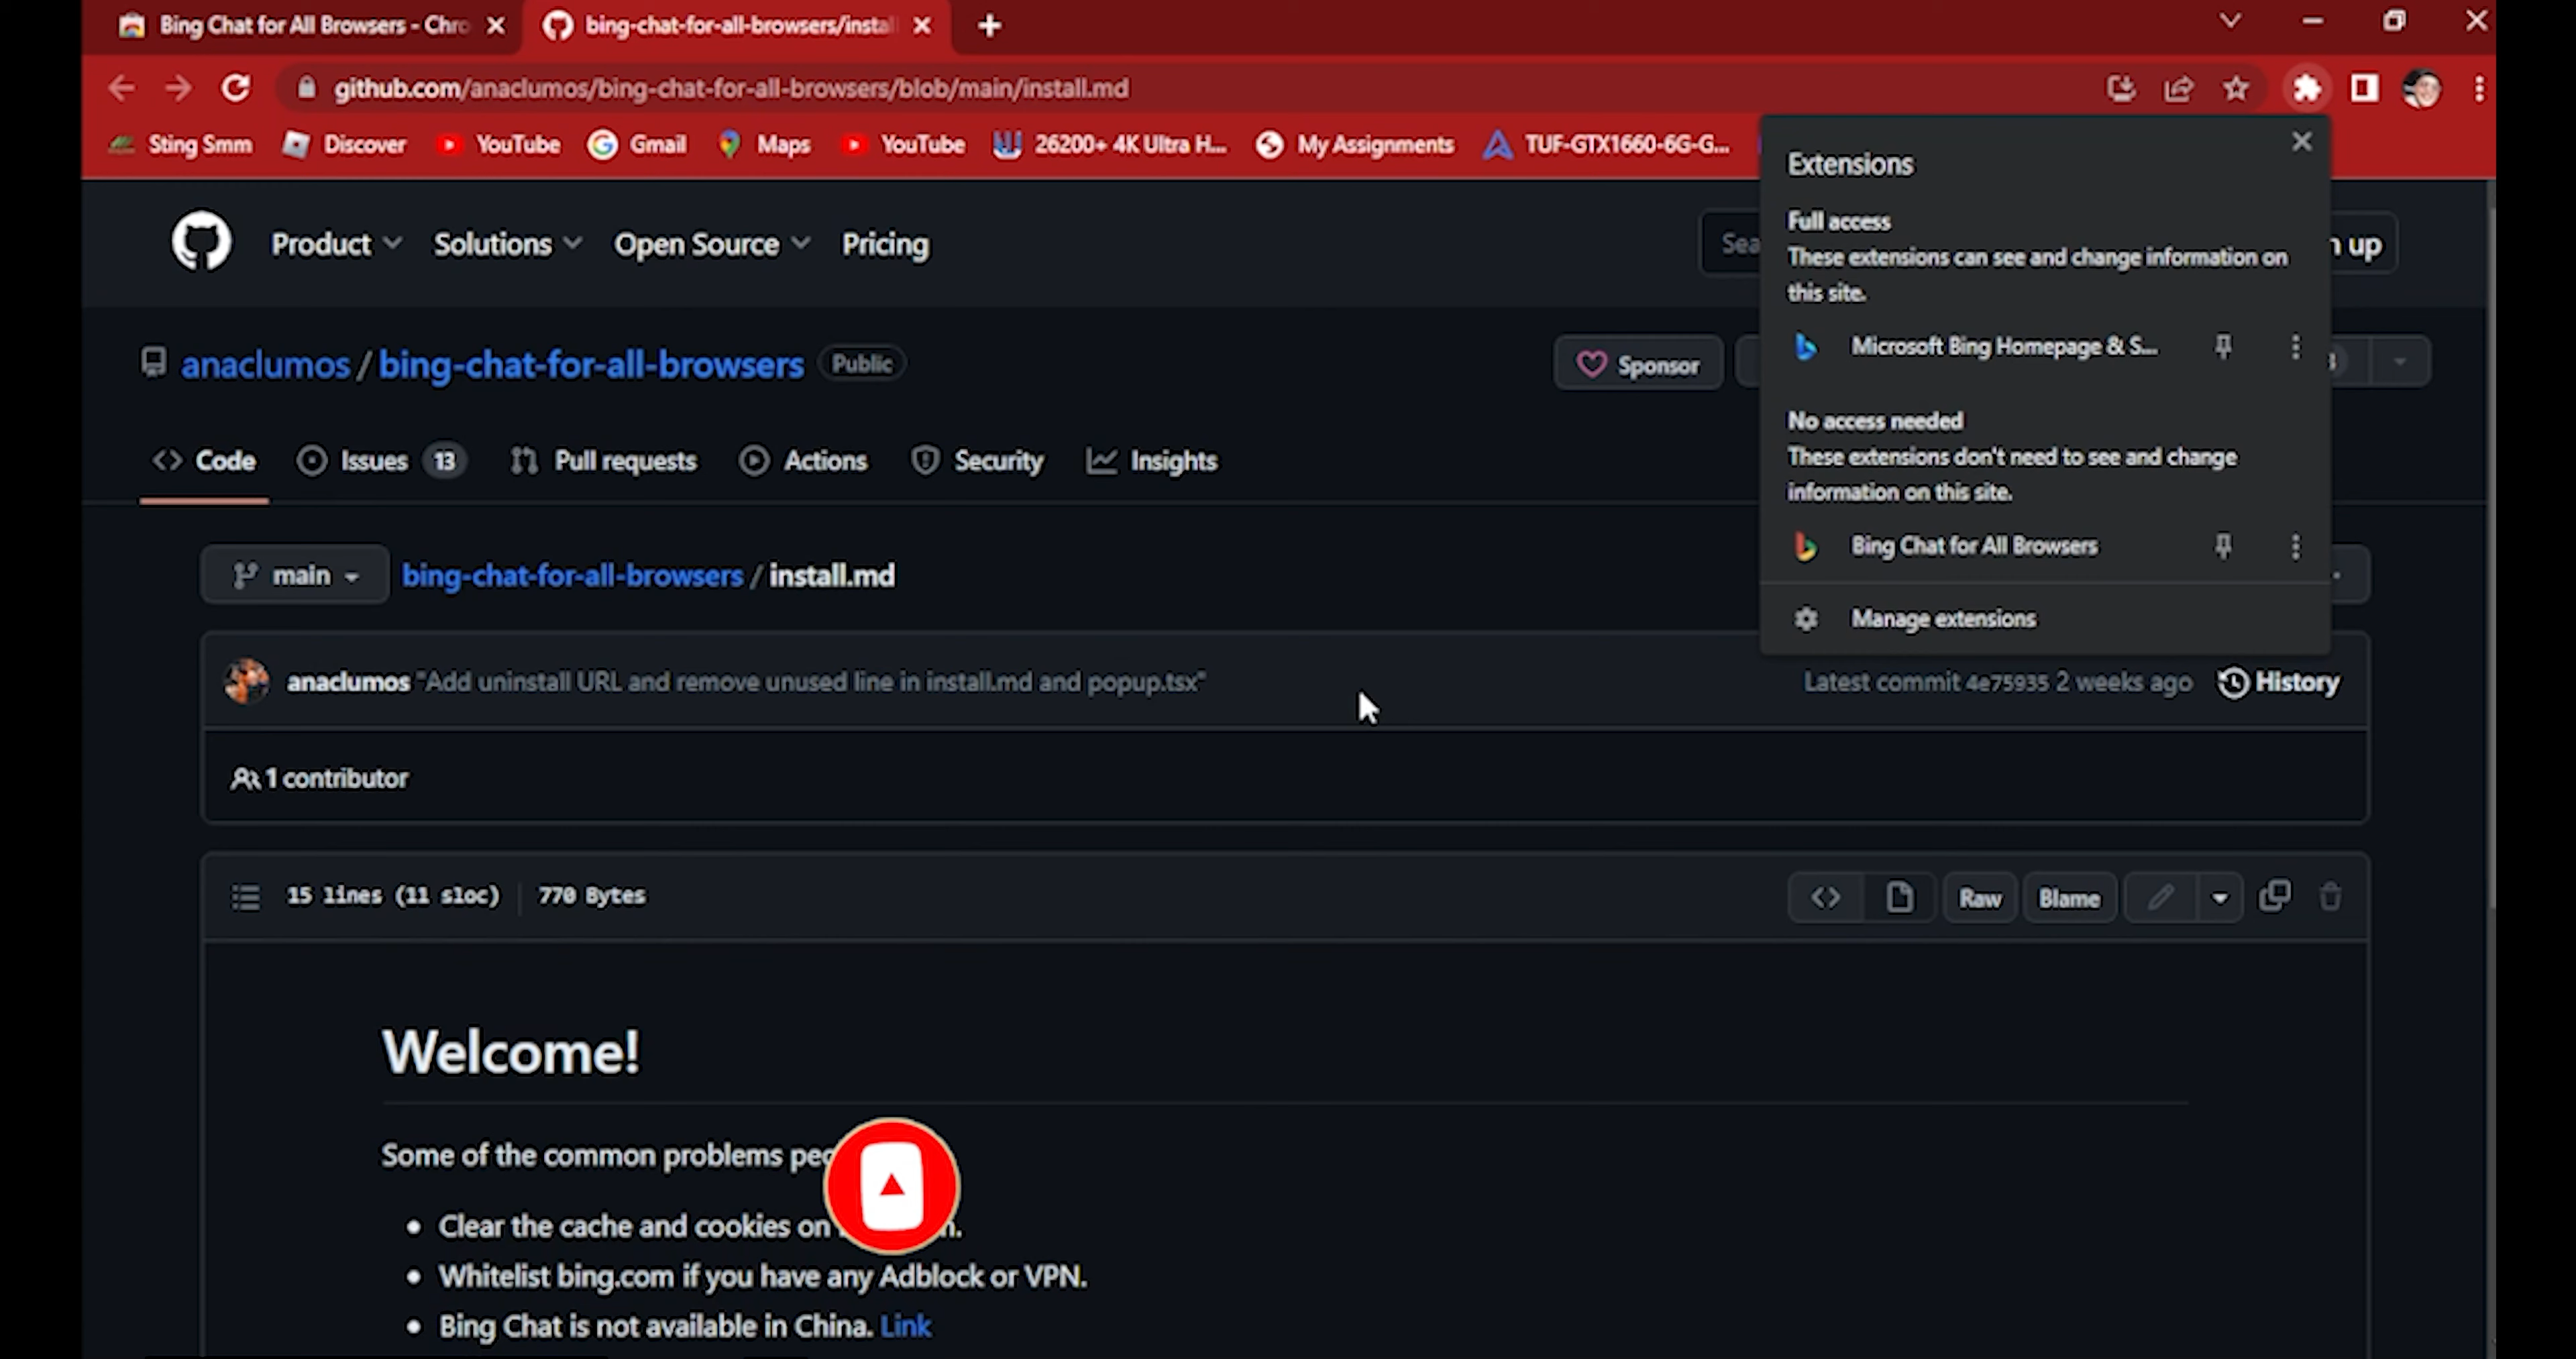 Bing Chat for All Browsers - Chro
bing-chat-for-all-browsers/instal
github.com/anaclumos/bing-chat-for-all-browsers/blob/main/install.md
Sting Smm
Discover
YouTube
Gmail
Maps
YouTube
26200+ 4K Ultra H...
My Assignments
TUF-GTX1660-6G-G...
Extensions
Full access
These extensions can see and change information on
this site.
Microsoft Bing Homepage & S...
No access needed
These extensions don't need to see and change
information on this site.
Bing Chat for All Browsers
Manage extensions
Product
Solutions
Open Source
Pricing
Sea
n up
anaclumos / bing-chat-for-all-browsers
Public
Sponsor
Code
Issues 13
Pull requests
Actions
Security
Insights
main
bing-chat-for-all-browsers / install.md
anaclumos "Add uninstall URL and remove unused line in install.md and popup.tsx"
Latest commit 4e75935 2 weeks ago
History
1 contributor
15 lines (11 sloc)
770 Bytes
Raw
Blame
Welcome!
Some of the common problems
Clear the cache and cookies on
Whitelist bing.com if you have any Adblock or VPN.
Bing Chat is not available in China. Link